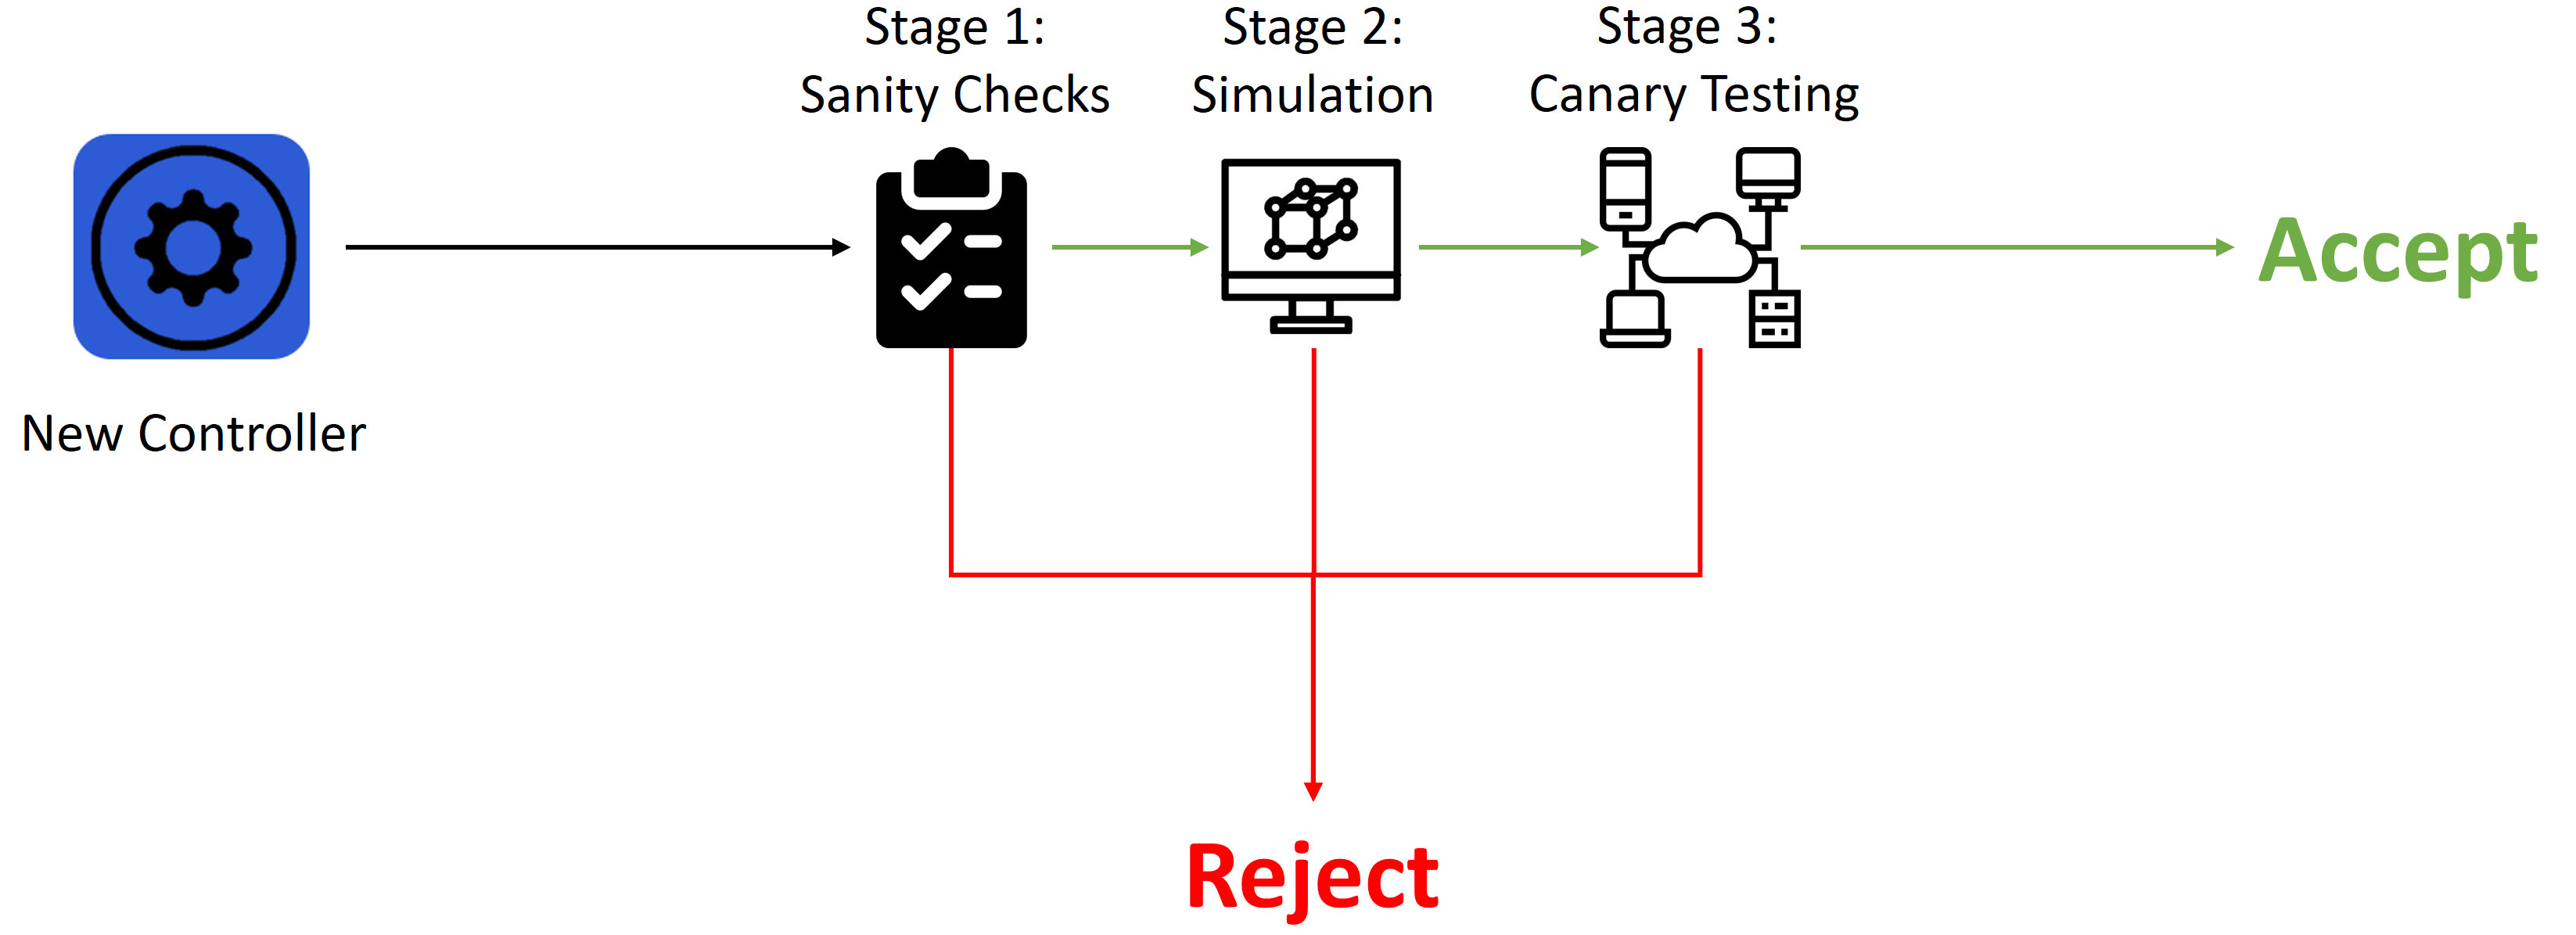 Stage 1:
Sanity Checks
Stage 2:
Simulation
Stage 3:
Canary Testing
New Controller
Accept
Reject